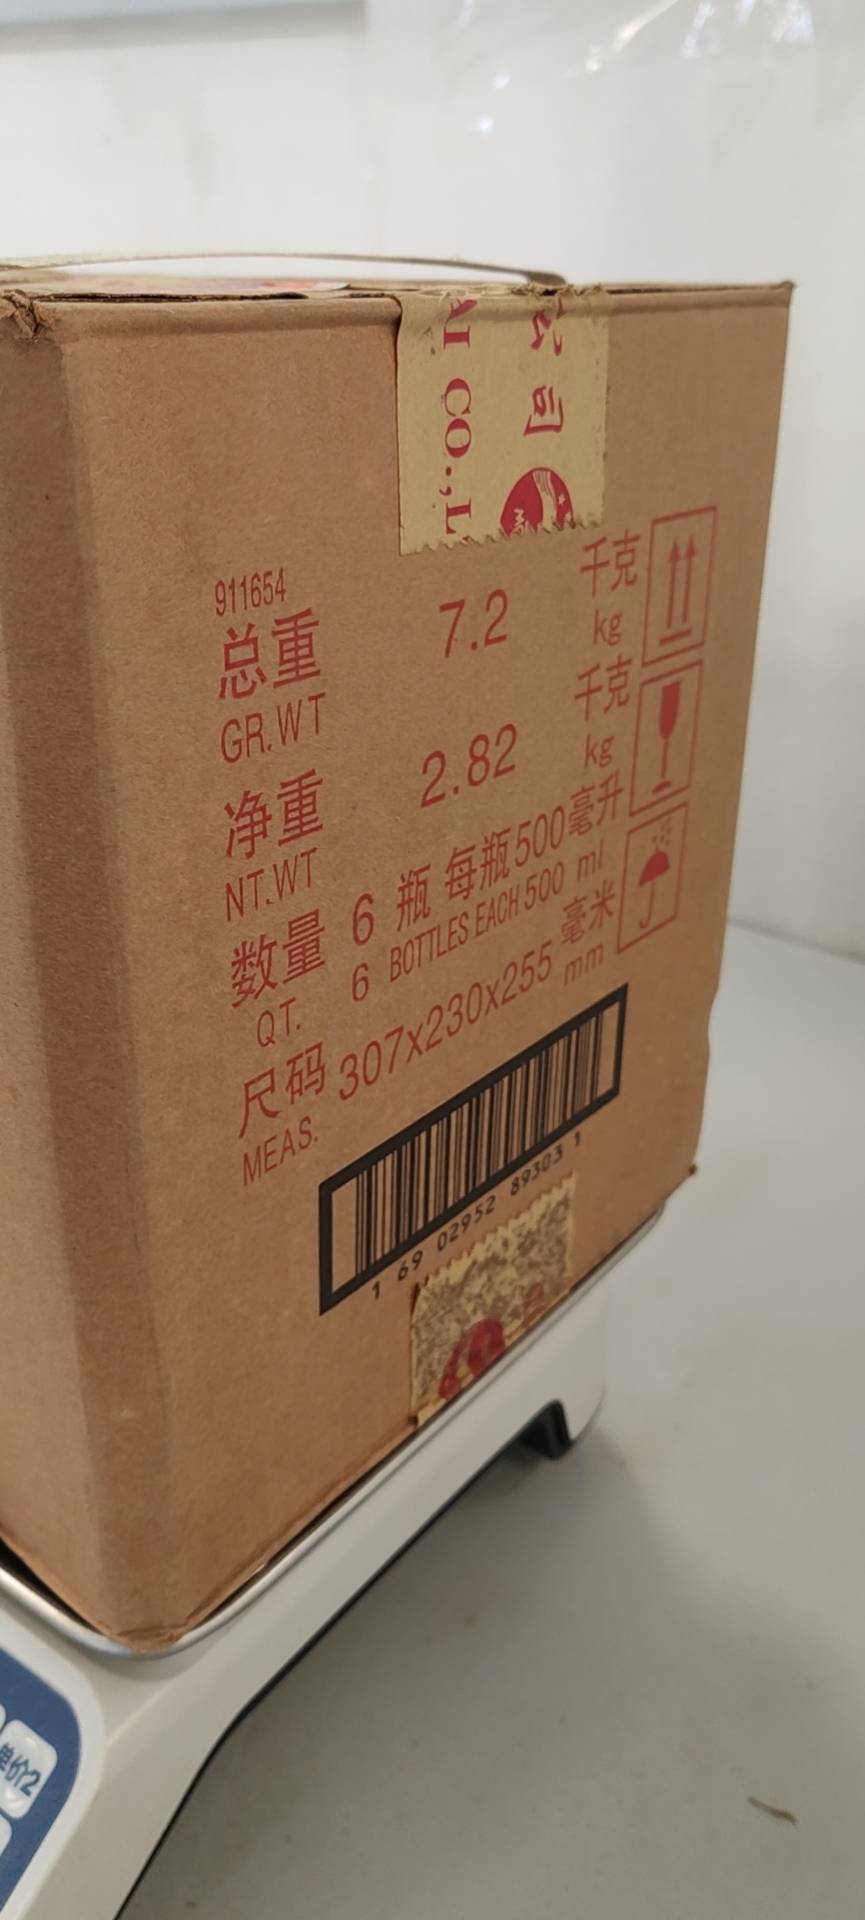 AI CO.,L
公司
911654
总重 7.2 千克
GR.WT kg
净重 2.82 千克
NT.WT kg
数量 6 瓶 每瓶500毫升
QT. 6 BOTTLES EACH 500 ml
尺码 307x230x255 毫米
MEAS. mm
1 69 02952 89303 1
单价2